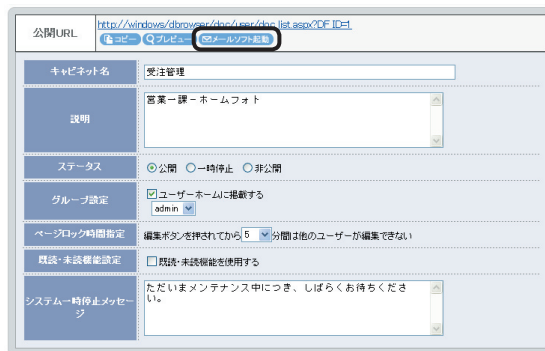 公開URL
http://windows/dbrowser/doc/user/doc_list.aspx?DF_ID=1
コピー プレビュー メールソフト起動
キャビネット名 受注管理
説明 営業一課－ホームフォト
ステータス 公開 一時停止 非公開
グループ設定 ユーザーホームに掲載する
admin
ページロック時間指定 編集ボタンを押されてから 5 分間は他のユーザーが編集できない
既読・未読機能設定 既読・未読機能を使用する
システム一時停止メッセージ
ただいまメンテナンス中につき、しばらくお待ちください。